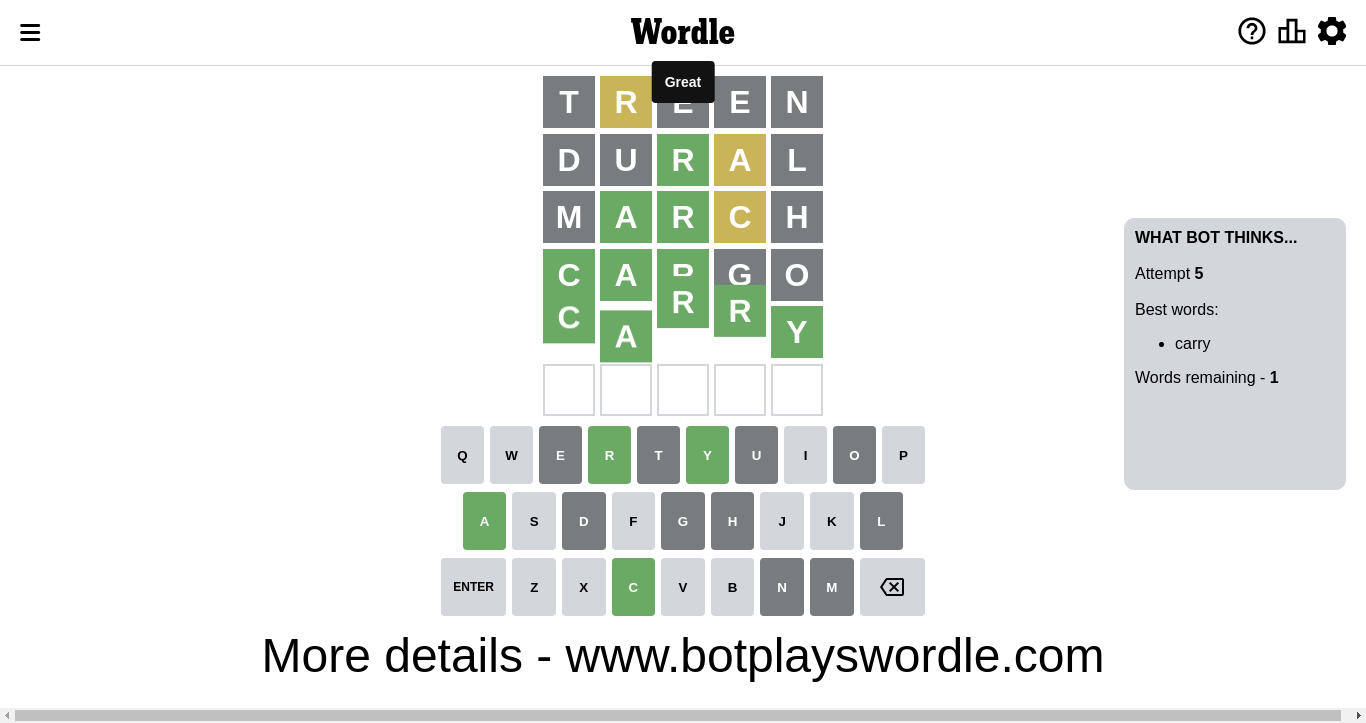 Wordle
Great
T R E E N
D U R A L
M A R C H
C A R G O
C A R R Y
WHAT BOT THINKS...
Attempt 5
Best words:
• carry
Words remaining - 1
Q W E R T Y U I O P
A S D F G H J K L
ENTER Z X C V B N M
More details - www.botplayswordle.com